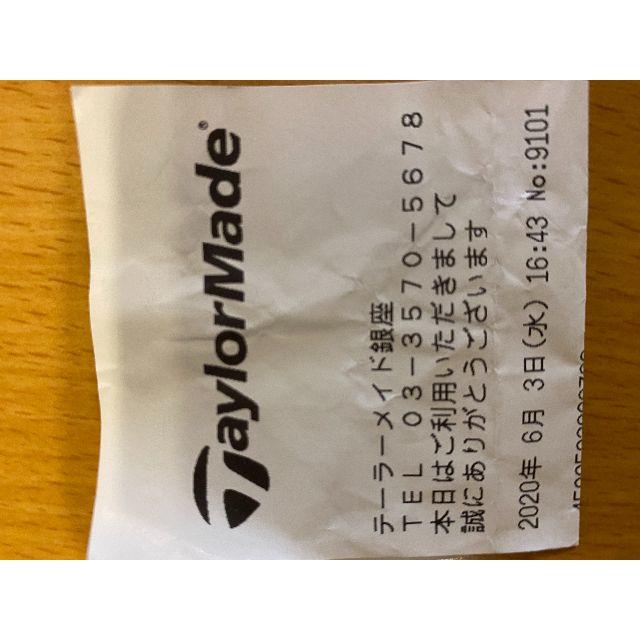 TaylorMade®
テーラーメイド銀座
TEL 03-3570-5678
本日はご利用いただきまして
誠にありがとうございます
2020年 6月 3日(水) 16:43 No:9101